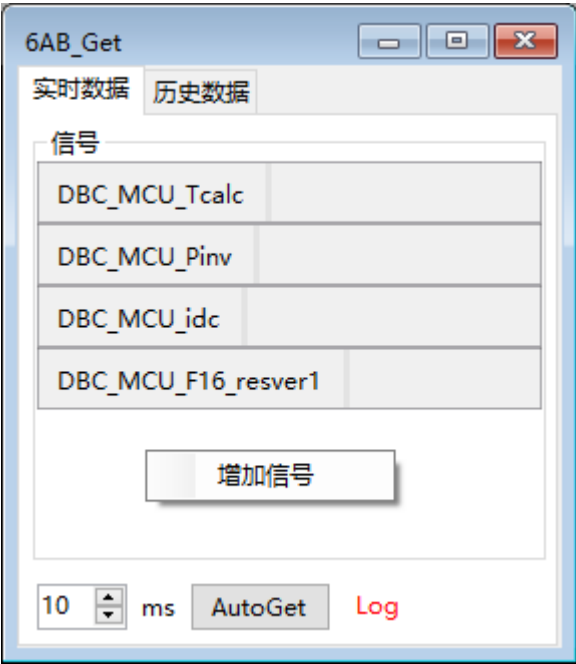 6AB_Get
实时数据 历史数据
信号
DBC_MCU_Tcalc
DBC_MCU_Pinv
DBC_MCU_idc
DBC_MCU_F16_resver1
增加信号
10 ms AutoGet Log